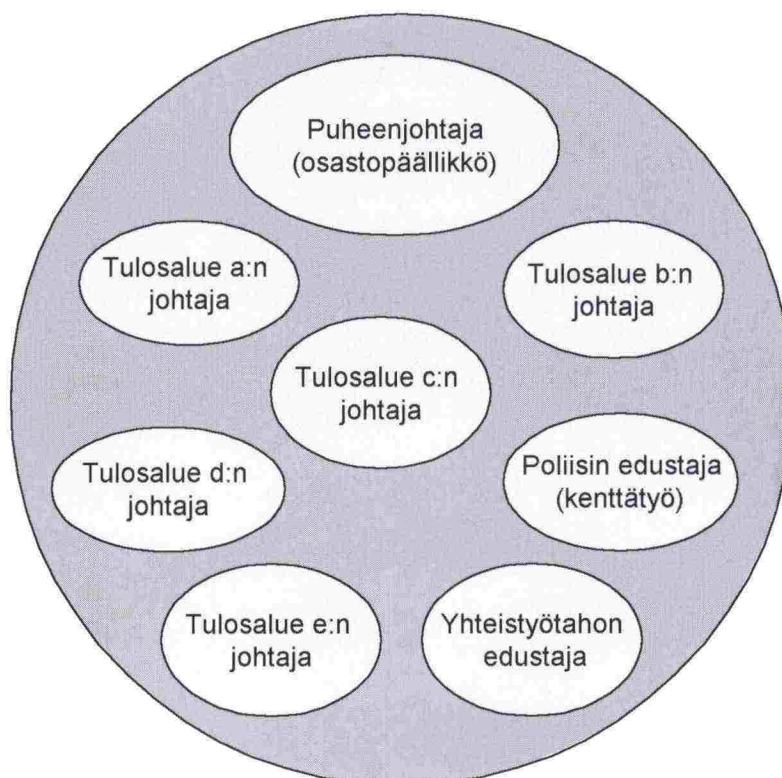 Puheenjohtaja
(osastopäällikkö)
Tulosalue a:n
johtaja
Tulosalue b:n
johtaja
Tulosalue c:n
johtaja
Tulosalue d:n
johtaja
Poliisin edustaja
(kenttätyö)
Tulosalue e:n
johtaja
Yhteistyötahon
edustaja